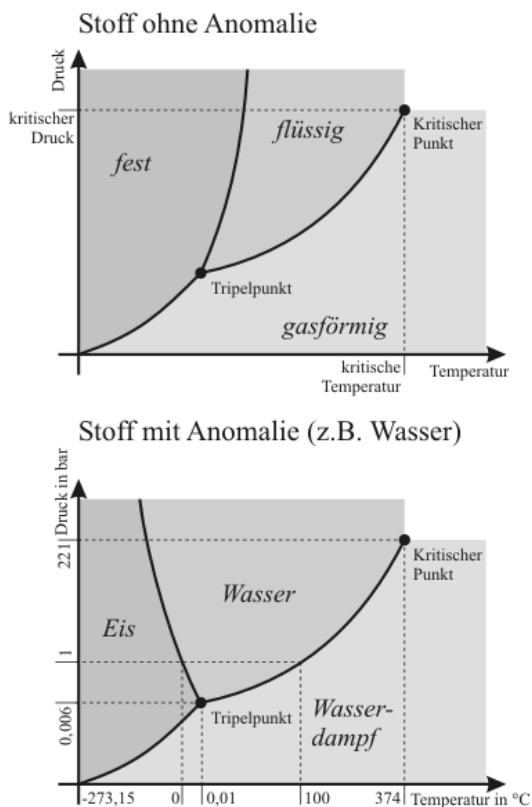 Stoff ohne Anomalie
Druck
kritischer
Druck
fest
flüssig
Kritischer
Punkt
Tripelpunkt
gasförmig
kritische
Temperatur
Temperatur
Stoff mit Anomalie (z.B. Wasser)
Druck in bar
221
Kritischer
Punkt
Wasser
Eis
1
0,006
Tripelpunkt
Wasser-
dampf
-273,15
0
0,01
100
374
Temperatur in °C